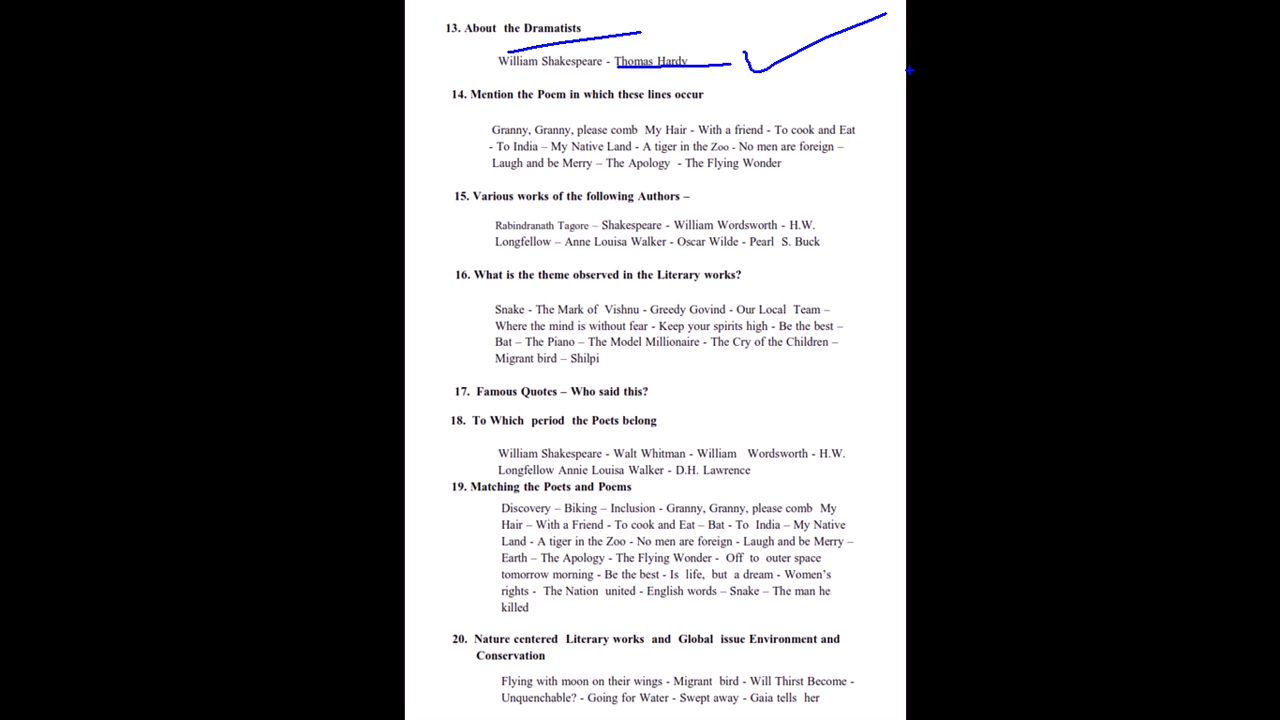 13. About the Dramatists
William Shakespeare - Thomas Hardy
14. Mention the Poem in which these lines occur
Granny, Granny, please comb My Hair - With a friend - To cook and Eat
- To India – My Native Land - A tiger in the Zoo - No men are foreign –
Laugh and be Merry – The Apology - The Flying Wonder
15. Various works of the following Authors –
Rabindranath Tagore – Shakespeare - William Wordsworth - H.W.
Longfellow – Anne Louisa Walker - Oscar Wilde - Pearl S. Buck
16. What is the theme observed in the Literary works?
Snake - The Mark of Vishnu - Greedy Govind - Our Local Team –
Where the mind is without fear - Keep your spirits high - Be the best –
Bat – The Piano – The Model Millionaire - The Cry of the Children –
Migrant bird – Shilpi
17. Famous Quotes – Who said this?
18. To Which period the Poets belong
William Shakespeare - Walt Whitman - William Wordsworth - H.W.
Longfellow Annie Louisa Walker - D.H. Lawrence
19. Matching the Poets and Poems
Discovery – Biking – Inclusion - Granny, Granny, please comb My
Hair – With a Friend - To cook and Eat – Bat - To India – My Native
Land - A tiger in the Zoo - No men are foreign - Laugh and be Merry –
Earth – The Apology - The Flying Wonder - Off to outer space
tomorrow morning - Be the best - Is life, but a dream - Women's
rights - The Nation united - English words – Snake – The man he
killed
20. Nature centered Literary works and Global issue Environment and
Conservation
Flying with moon on their wings - Migrant bird - Will Thirst Become -
Unquenchable? - Going for Water - Swept away - Gaia tells her